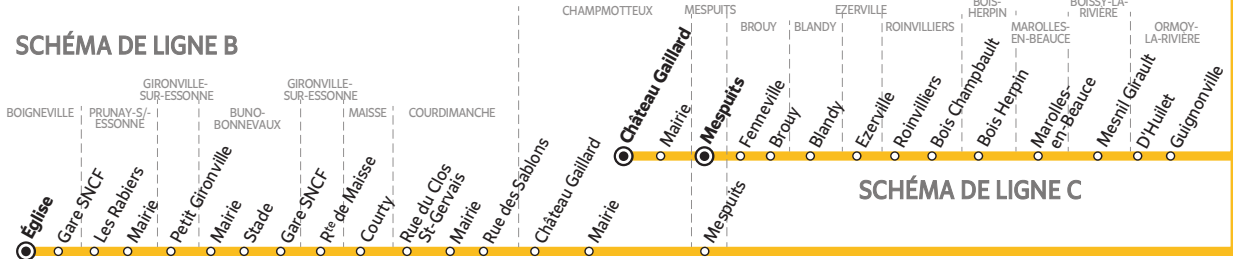 CHAMPMOTTEUX
MESPUITS
EZERVILLE
BOIS-
HERPIN
BOISSY-LA-
RIVIÈRE
BROUY
BLANDY
ROINVILLIERS
MAROLLES-
EN-BEAUCE
ORMOY-
LA-RIVIÈRE
SCHÉMA DE LIGNE B
Château Gaillard
Mairie
Mespuits
Fenneville
Brouy
Blandy
Ezerville
Roinvilliers
Bois Champbault
Bois Herpin
Marolles-
en-Beauce
Mesnil Girault
D'Huilet
Guignonville
SCHÉMA DE LIGNE C
BOIGNEVILLE
PRUNAY-S/-
ESSONNE
GIRONVILLE-
SUR-ESSONNE
BUNO-
BONNEVAUX
GIRONVILLE-
SUR-ESSONNE
MAISSE
COURDIMANCHE
Église
Gare SNCF
Les Rabiers
Mairie
Petit Gironville
Mairie
Stade
Gare SNCF
Rte de Maisse
Courty
Rue du Clos
St-Gervais
Mairie
Rue des Sablons
Château Gaillard
Mairie
Mespuits